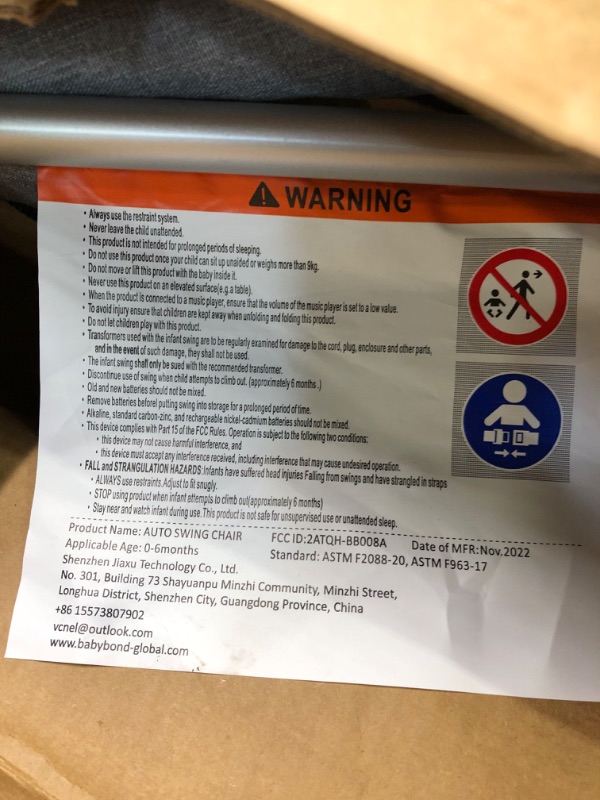 ⚠ WARNING
• Always use the restraint system.
• Never leave the child unattended.
• This product is not intended for prolonged periods of sleeping.
• Do not use this product once your child can sit up unaided or weighs more than 9kg.
• Do not move or lift this product with the baby inside it.
• Never use this product on an elevated surface(e.g.a table).
• When the product is connected to a music player, ensure that the volume of the music player is set to a low value.
• To avoid injury ensure that children are kept away when unfolding and folding this product.
• Do not let children play with this product.
• Transformers used with the infant swing are to be regularly examined for damage to the cord, plug, enclosure and other parts,
and in the event of such damage, they shall not be used.
• The infant swing shall only be sued with the recommended transformer.
• Discontinue use of swing when child attempts to climb out. (approximately 6 months .)
• Old and new batteries should not be mixed.
• Remove batteries beforel putting swing into storage for a prolonged period of time.
• Alkaline, standard carbon-zinc, and rechargeable nickel-cadmium batteries should not be mixed.
• This device complies with Part 15 of the FCC Rules. Operation is subject to the following two conditions:
• this device may not cause harmful interference, and
• this device must accept any interference received, including interference that may cause undesired operation.
• FALL and STRANGULATION HAZARDS :Infants have suffered head injuries Falling from swings and have strangled in straps
• ALWAYS use restraints. Adjust to fit snugly.
• STOP using product when infant attempts to climb out(approximately 6 months)
• Stay near and watch infant during use. This product is not safe for unsupervised use or unattended sleep.
Product Name: AUTO SWING CHAIR FCC ID:2ATQH-BB008A Date of MFR:Nov.2022
Applicable Age: 0-6months Standard: ASTM F2088-20, ASTM F963-17
Shenzhen Jiaxu Technology Co., Ltd.
No. 301, Building 73 Shayuanpu Minzhi Community, Minzhi Street,
Longhua District, Shenzhen City, Guangdong Province, China
+86 15573807902
vcnel@outlook.com
www.babybond-global.com